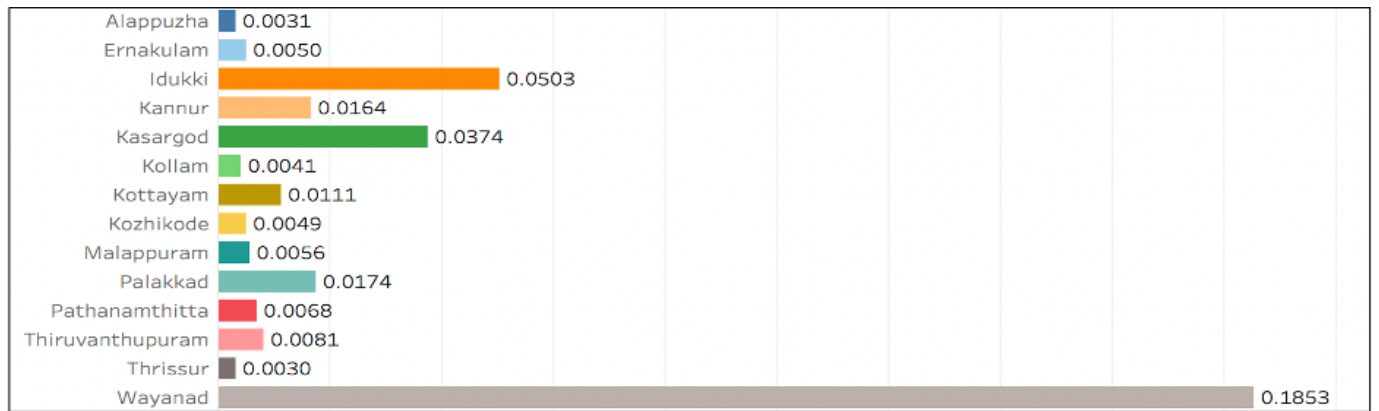 Alappuzha 0.0031
Ernakulam 0.0050
Idukki 0.0503
Kannur 0.0164
Kasargod 0.0374
Kollam 0.0041
Kottayam 0.0111
Kozhikode 0.0049
Malappuram 0.0056
Palakkad 0.0174
Pathanamthitta 0.0068
Thiruvanthupuram 0.0081
Thrissur 0.0030
Wayanad 0.1853